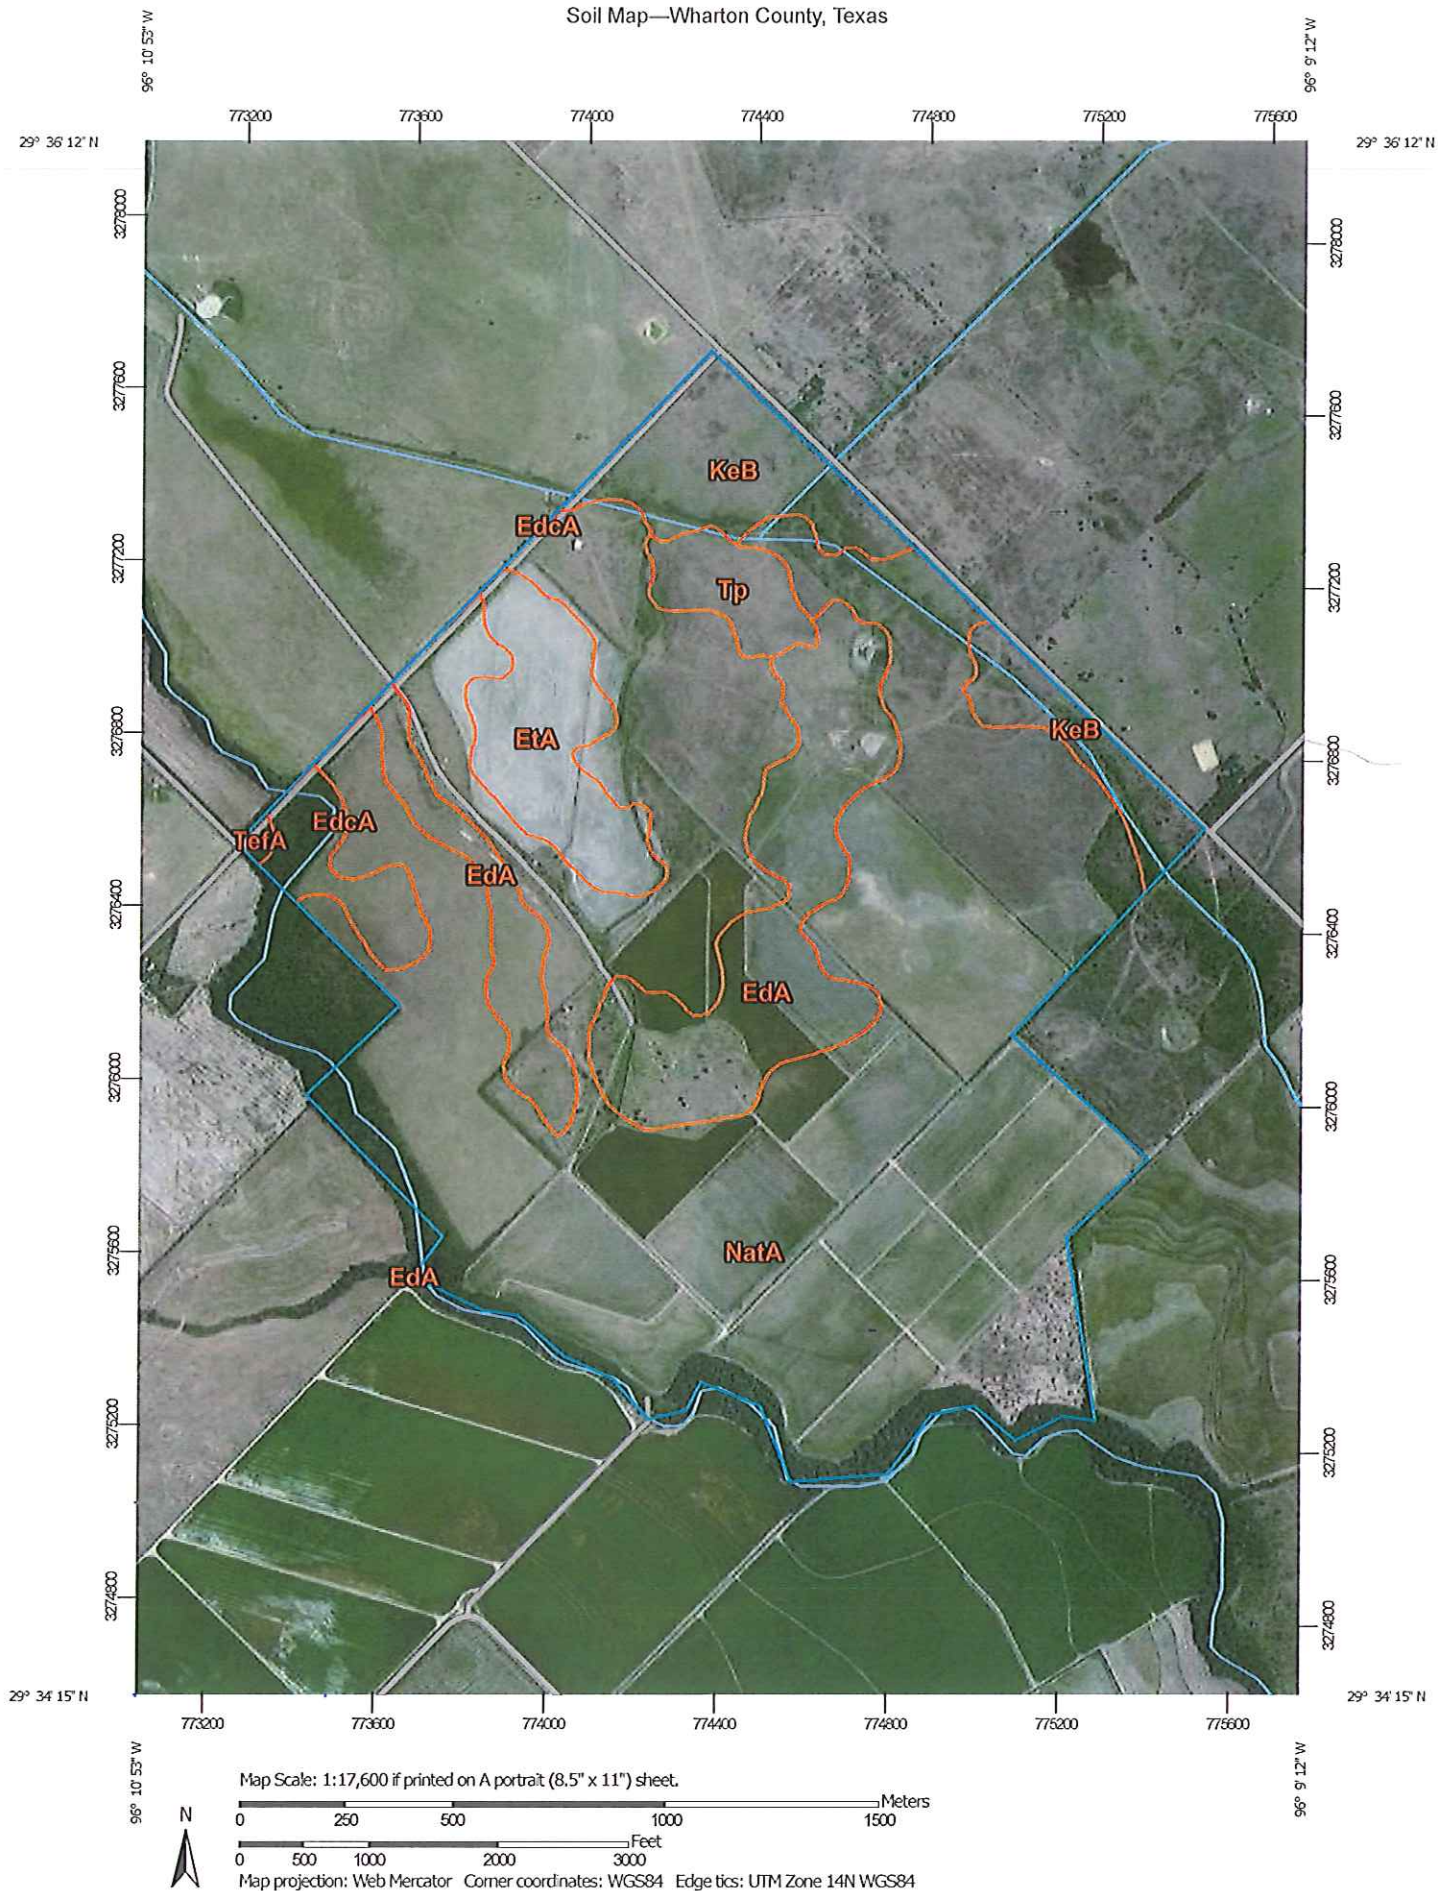 Soil Map—Wharton County, Texas
96° 10' 53" W
96° 9' 12" W
773200 773600 774000 774400 774800 775200 775600
29° 36' 12" N
29° 36' 12" N
3278000
3278000
3277600
3277600
KeB
EdcA
3277200
3277200
Tp
KeB
3276800
3276800
EtA
EdcA
TefA
EdA
3276400
3276400
EdA
3276000
3276000
NatA
3275600
3275600
EdA
3275200
3275200
3274800
3274800
29° 34' 15" N
29° 34' 15" N
773200 773600 774000 774400 774800 775200 775600
96° 10' 53" W
96° 9' 12" W
Map Scale: 1:17,600 if printed on A portrait (8.5" x 11") sheet.
N
Meters
0 250 500 1000 1500
Feet
0 500 1000 2000 3000
Map projection: Web Mercator Corner coordinates: WGS84 Edge tics: UTM Zone 14N WGS84